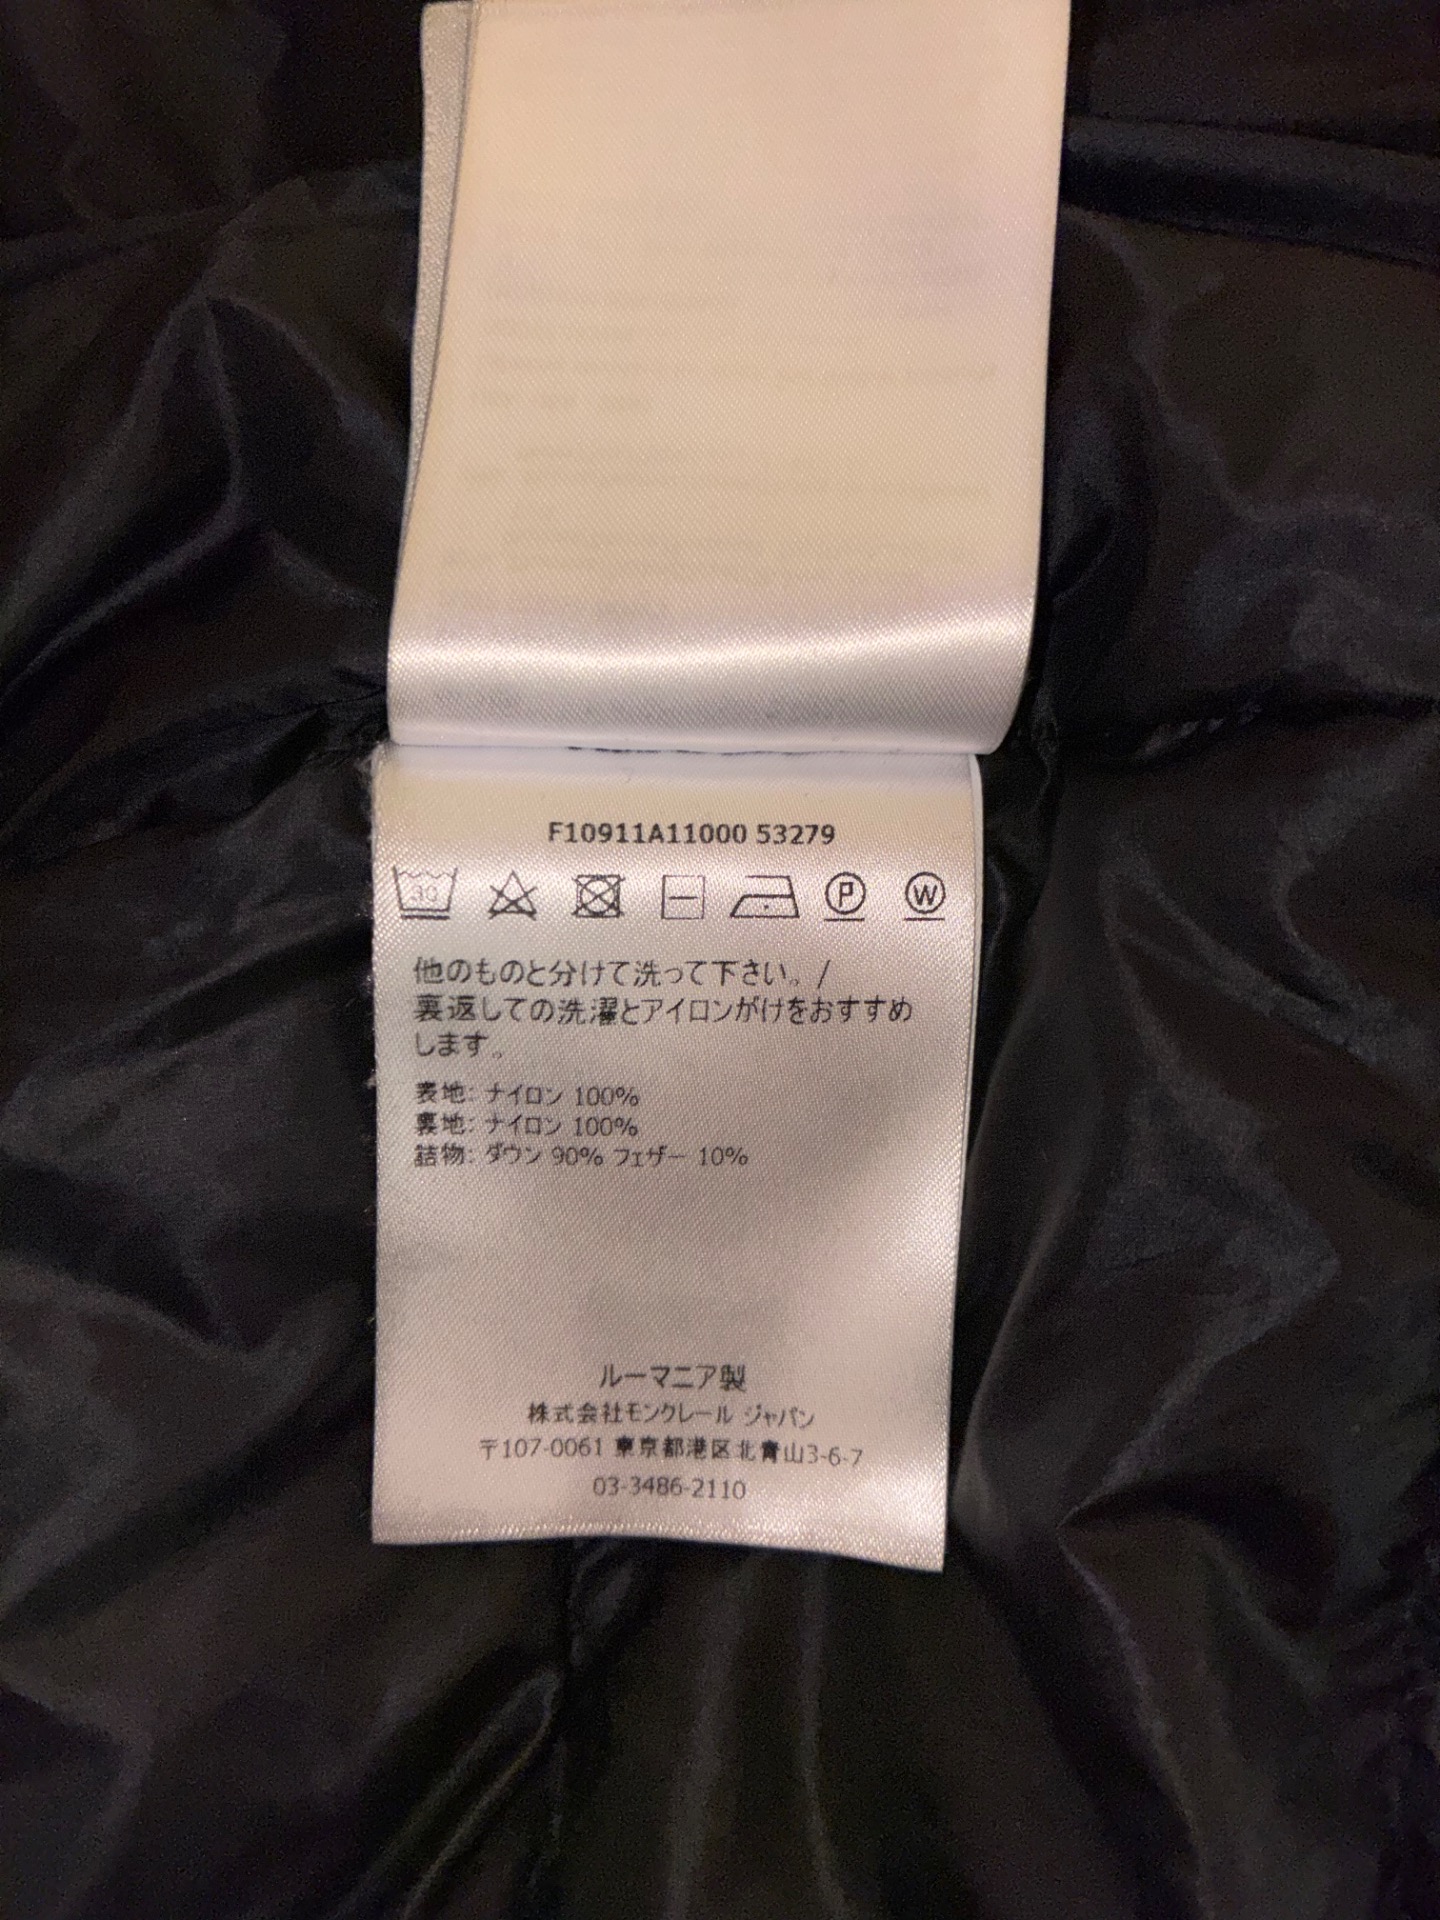 F10911A11000 53279
30 P W
他のものと分けて洗って下さい。/
裏返しての洗濯とアイロンがけをおすすめ
します。
表地: ナイロン 100%
裏地: ナイロン 100%
詰物: ダウン 90% フェザー 10%
ルーマニア製
株式会社モンクレール ジャパン
〒107-0061 東京都港区北青山3-6-7
03-3486-2110